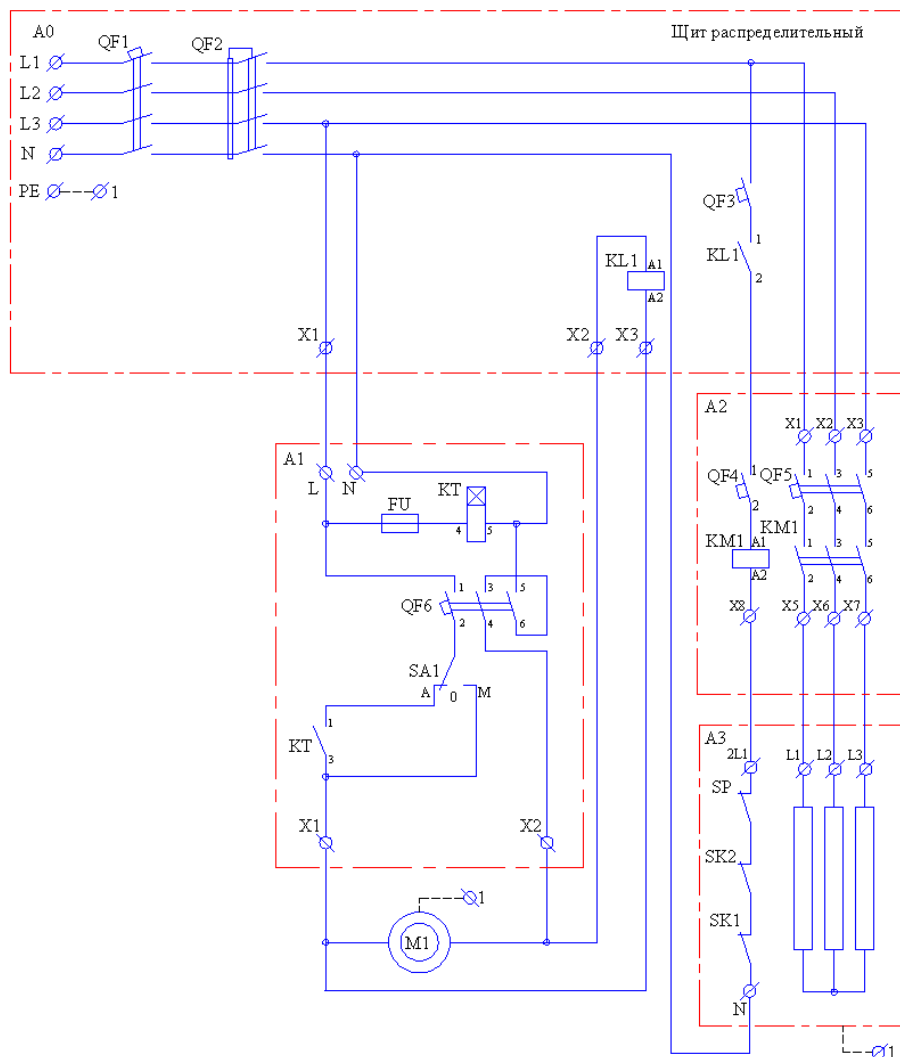 A0
QF1
QF2
Щит распределительный
L1
L2
L3
N
PE
1
QF3
KL1
1
2
KL1
A1
A2
X1
X2
X3
A2
X1
X2
X3
A1
L
N
KT
FU
4
5
QF4
1
2
QF5
1
3
5
2
4
6
KM1
A1
A2
KM1
1
3
5
2
4
6
QF6
1
3
5
2
4
6
X8
X5
X6
X7
SA1
A
0
M
KT
1
3
A3
2L1
L1
L2
L3
SP
X1
X2
SK2
1
SK1
M1
N
1